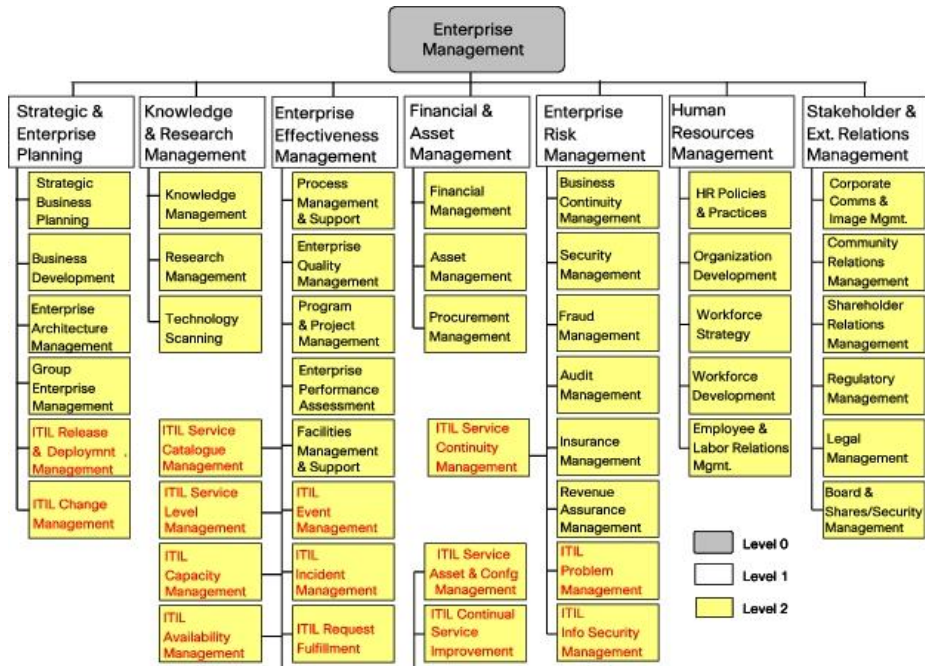 Enterprise
Management
Strategic &
Enterprise
Planning
Knowledge
& Research
Management
Enterprise
Effectiveness
Management
Financial &
Asset
Management
Enterprise
Risk
Management
Human
Resources
Management
Stakeholder &
Ext. Relations
Management
Strategic
Business
Planning
Business
Development
Enterprise
Architecture
Management
Group
Enterprise
Management
ITIL Release
& Deploymnt .
Management
ITIL Change
Management
Knowledge
Management
Research
Management
Technology
Scanning
ITIL Service
Catalogue
Management
ITIL Service
Level
Management
ITIL
Capacity
Management
ITIL
Availability
Management
Process
Management
& Support
Enterprise
Quality
Management
Program
& Project
Management
Enterprise
Performance
Assessment
Facilities
Management
& Support
ITIL
Event
Management
ITIL
Incident
Management
ITIL Request
Fulfillment
Financial
Management
Asset
Management
Procurement
Management
ITIL Service
Continuity
Management
ITIL Service
Asset & Confg
Management
ITIL Continual
Service
Improvement
Business
Continuity
Management
Security
Management
Fraud
Management
Audit
Management
Insurance
Management
Revenue
Assurance
Management
ITIL
Problem
Management
ITIL
Info Security
Management
HR Policies
& Practices
Organization
Development
Workforce
Strategy
Workforce
Development
Employee &
Labor Relations
Mgmt.
Corporate
Comms &
Image Mgmt.
Community
Relations
Management
Shareholder
Relations
Management
Regulatory
Management
Legal
Management
Board &
Shares/Security
Management
Level 0
Level 1
Level 2